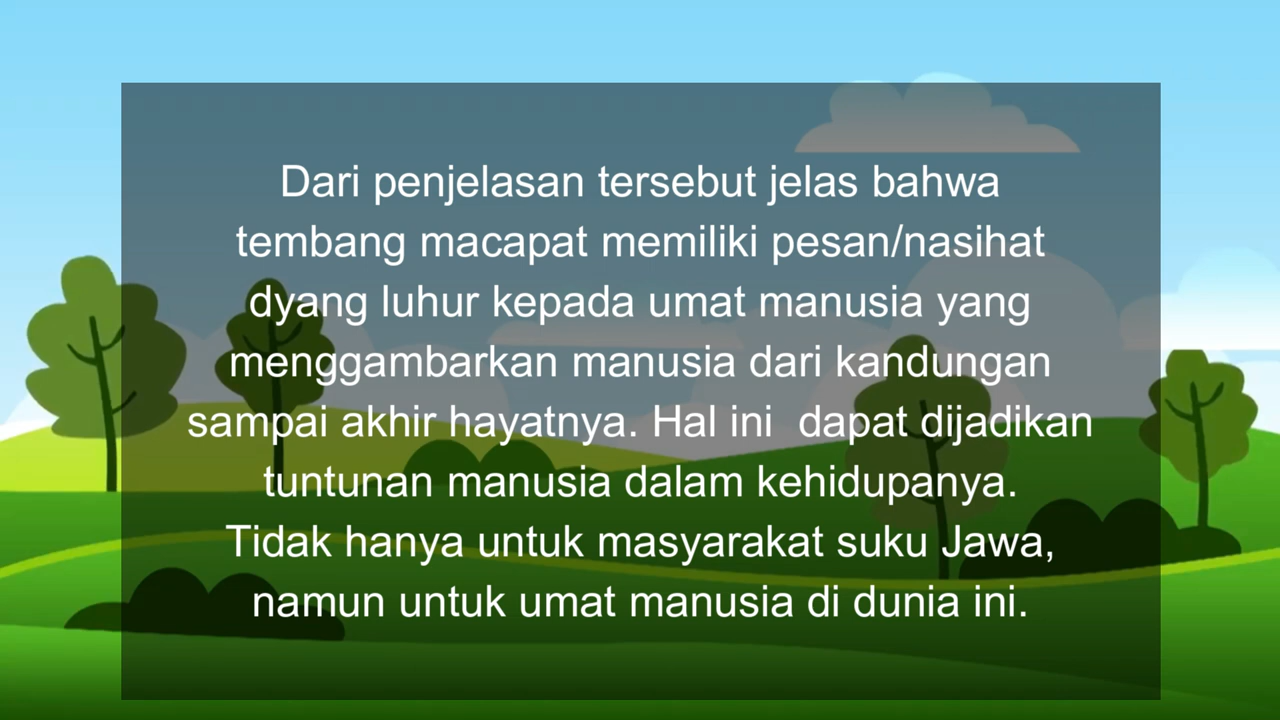 Dari penjelasan tersebut jelas bahwa
tembang macapat memiliki pesan/nasihat
dyang luhur kepada umat manusia yang
menggambarkan manusia dari kandungan
sampai akhir hayatnya. Hal ini  dapat dijadikan
tuntunan manusia dalam kehidupanya.
Tidak hanya untuk masyarakat suku Jawa,
namun untuk umat manusia di dunia ini.